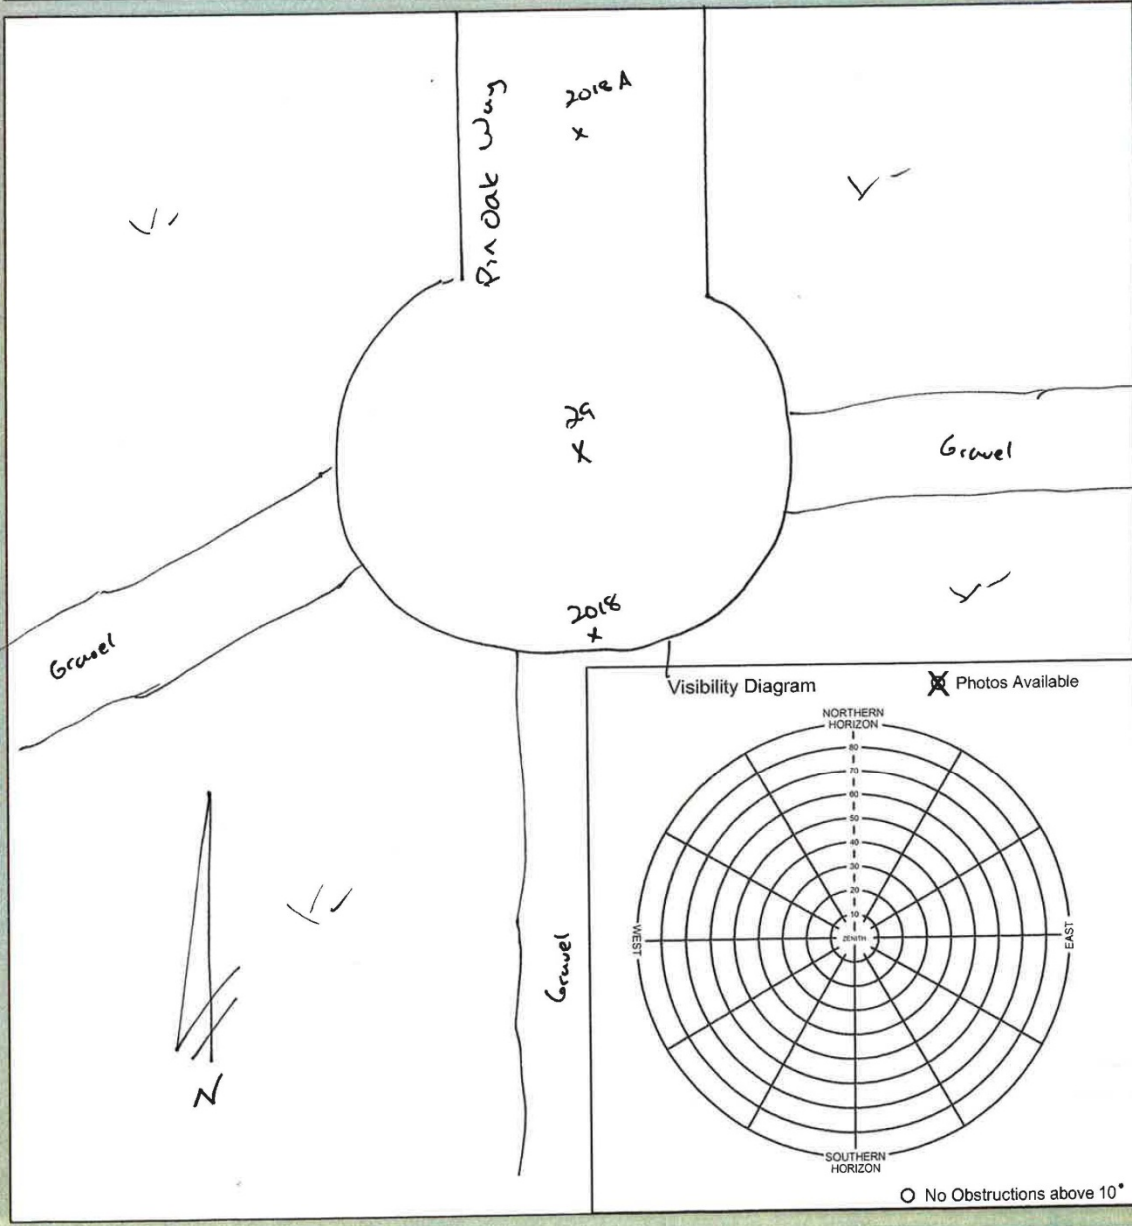 2018A
x
Pin Oak Way
29
x
Gravel
2018
x
Gravel
Gravel
N
Visibility Diagram
Photos Available
NORTHERN
HORIZON
80
70
60
50
40
30
20
10
ZENITH
WEST
EAST
SOUTHERN
HORIZON
No Obstructions above 10°